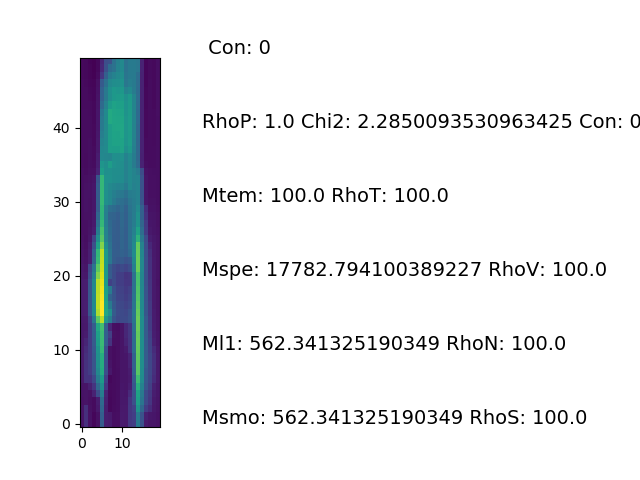 Con: 0
RhoP: 1.0 Chi2: 2.2850093530963425 Con: 0
Mtem: 100.0 RhoT: 100.0
Mspe: 17782.794100389227 RhoV: 100.0
Ml1: 562.341325190349 RhoN: 100.0
Msmo: 562.341325190349 RhoS: 100.0
40
30
20
10
0
0 10